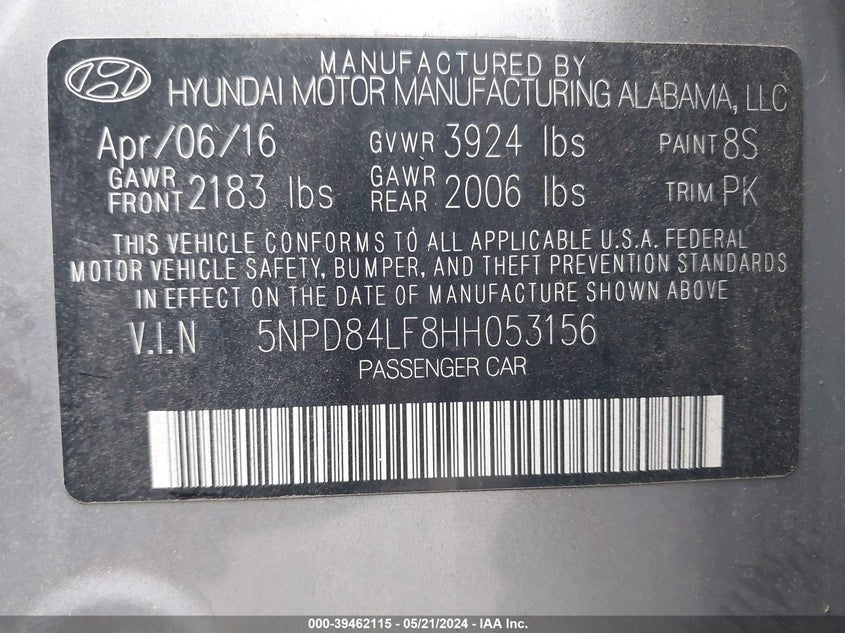 MANUFACTURED BY
HYUNDAI MOTOR MANUFACTURING ALABAMA, LLC
Apr/06/16 GVWR 3924 lbs PAINT 8S
GAWR FRONT 2183 lbs GAWR REAR 2006 lbs TRIM PK
THIS VEHICLE CONFORMS TO ALL APPLICABLE U.S.A. FEDERAL
MOTOR VEHICLE SAFETY, BUMPER, AND THEFT PREVENTION STANDARDS
IN EFFECT ON THE DATE OF MANUFACTURE SHOWN ABOVE
V.I.N 5NPD84LF8HH053156
PASSENGER CAR
000-39462115 - 05/21/2024 - IAA Inc.